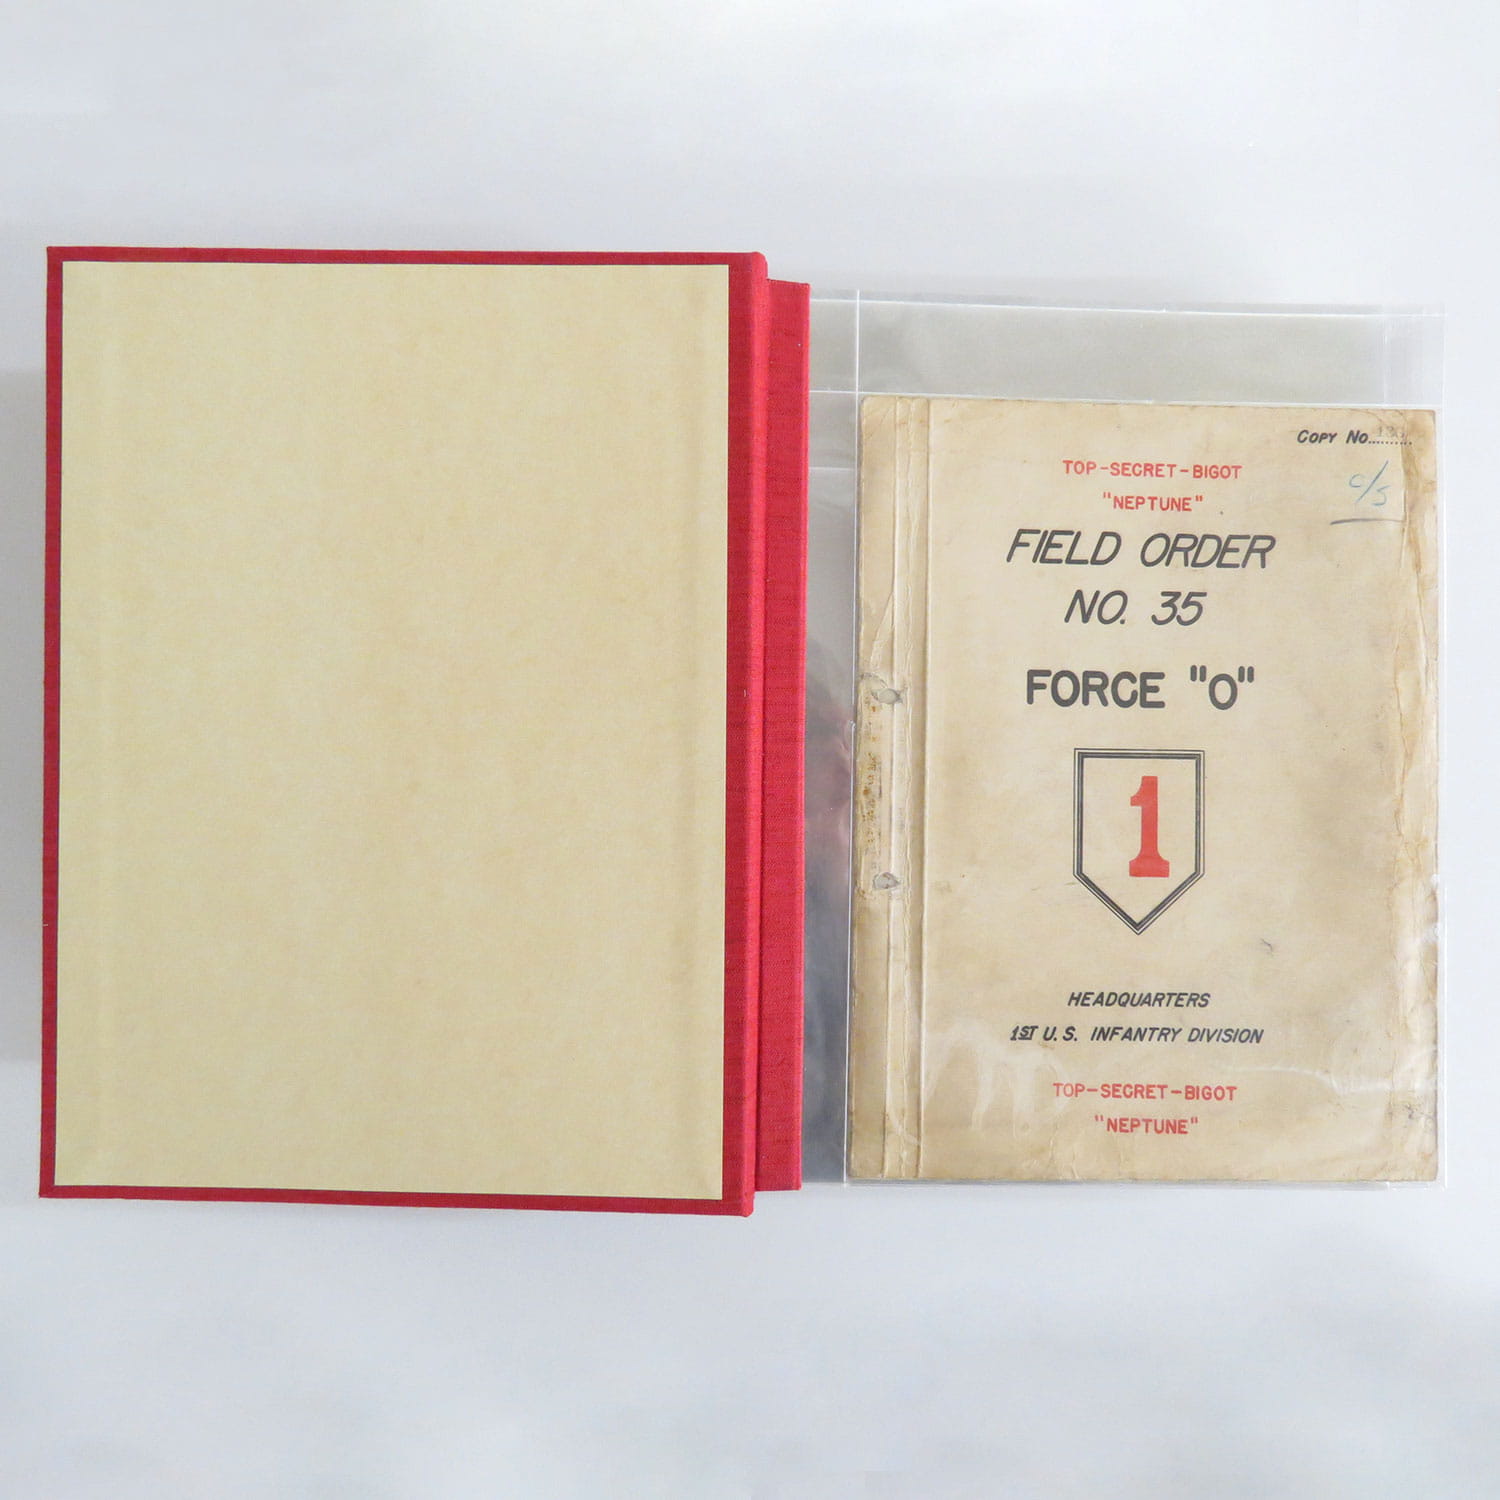 COPY No..........
c/s
TOP-SECRET-BIGOT
"NEPTUNE"
FIELD ORDER
NO. 35
FORCE "O"
1
HEADQUARTERS
1ST U.S. INFANTRY DIVISION
TOP-SECRET-BIGOT
"NEPTUNE"